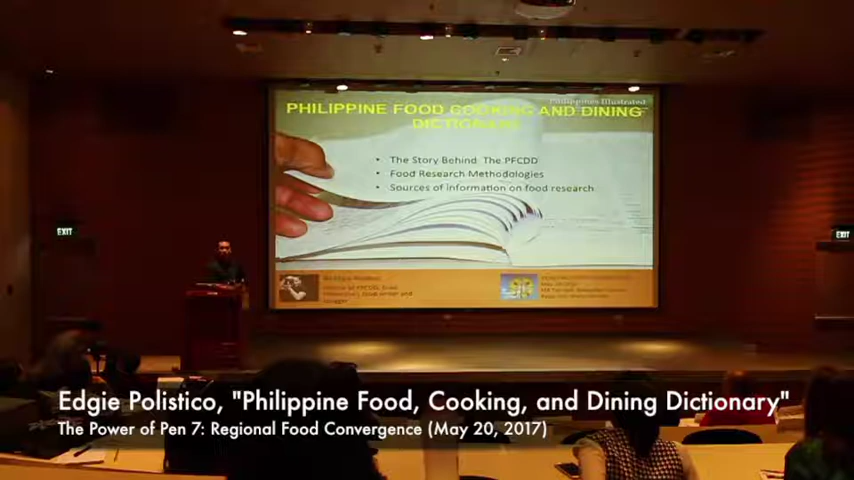 Philippines Illustrated
PHILIPPINE FOOD COOKING AND DINING
DICTIONARY
• The Story Behind The PFCDD
• Food Research Methodologies
• Sources of information on food research
EXIT
EXIT
Edgie Polistico, "Philippine Food, Cooking, and Dining Dictionary"
The Power of Pen 7: Regional Food Convergence (May 20, 2017)